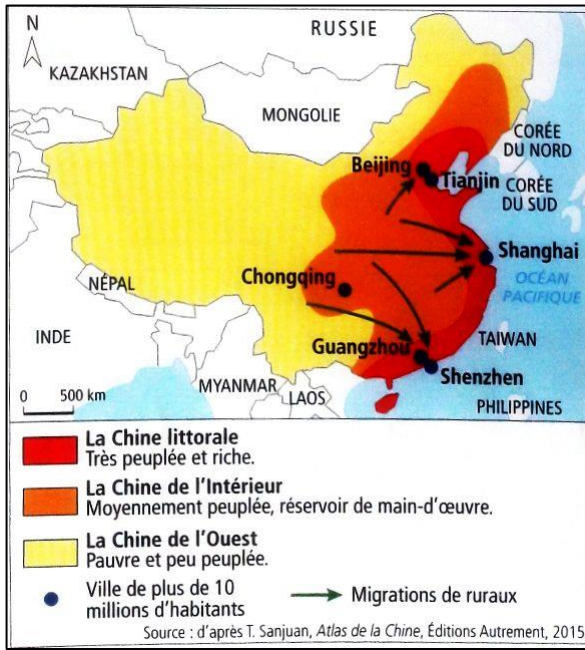 N
RUSSIE
KAZAKHSTAN
MONGOLIE
CORÉE
DU NORD
Beijing
Tianjin
CORÉE
DU SUD
Shanghai
OCÉAN
PACIFIQUE
NÉPAL
Chongqing
INDE
Guangzhou
TAIWAN
MYANMAR
LAOS
Shenzhen
PHILIPPINES
0 500 km
La Chine littorale
Très peuplée et riche.
La Chine de l'Intérieur
Moyennement peuplée, réservoir de main-d'œuvre.
La Chine de l'Ouest
Pauvre et peu peuplée.
Ville de plus de 10
millions d'habitants
Migrations de ruraux
Source : d'après T. Sanjuan, Atlas de la Chine, Éditions Autrement, 2015.